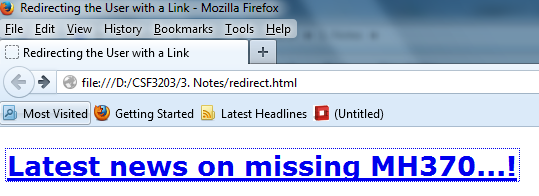 Redirecting the User with a Link - Mozilla Firefox
File Edit View History Bookmarks Tools Help
Redirecting the User with a Link
file:///D:/CSF3203/3. Notes/redirect.html
Most Visited Getting Started Latest Headlines (Untitled)
Latest news on missing MH370...!